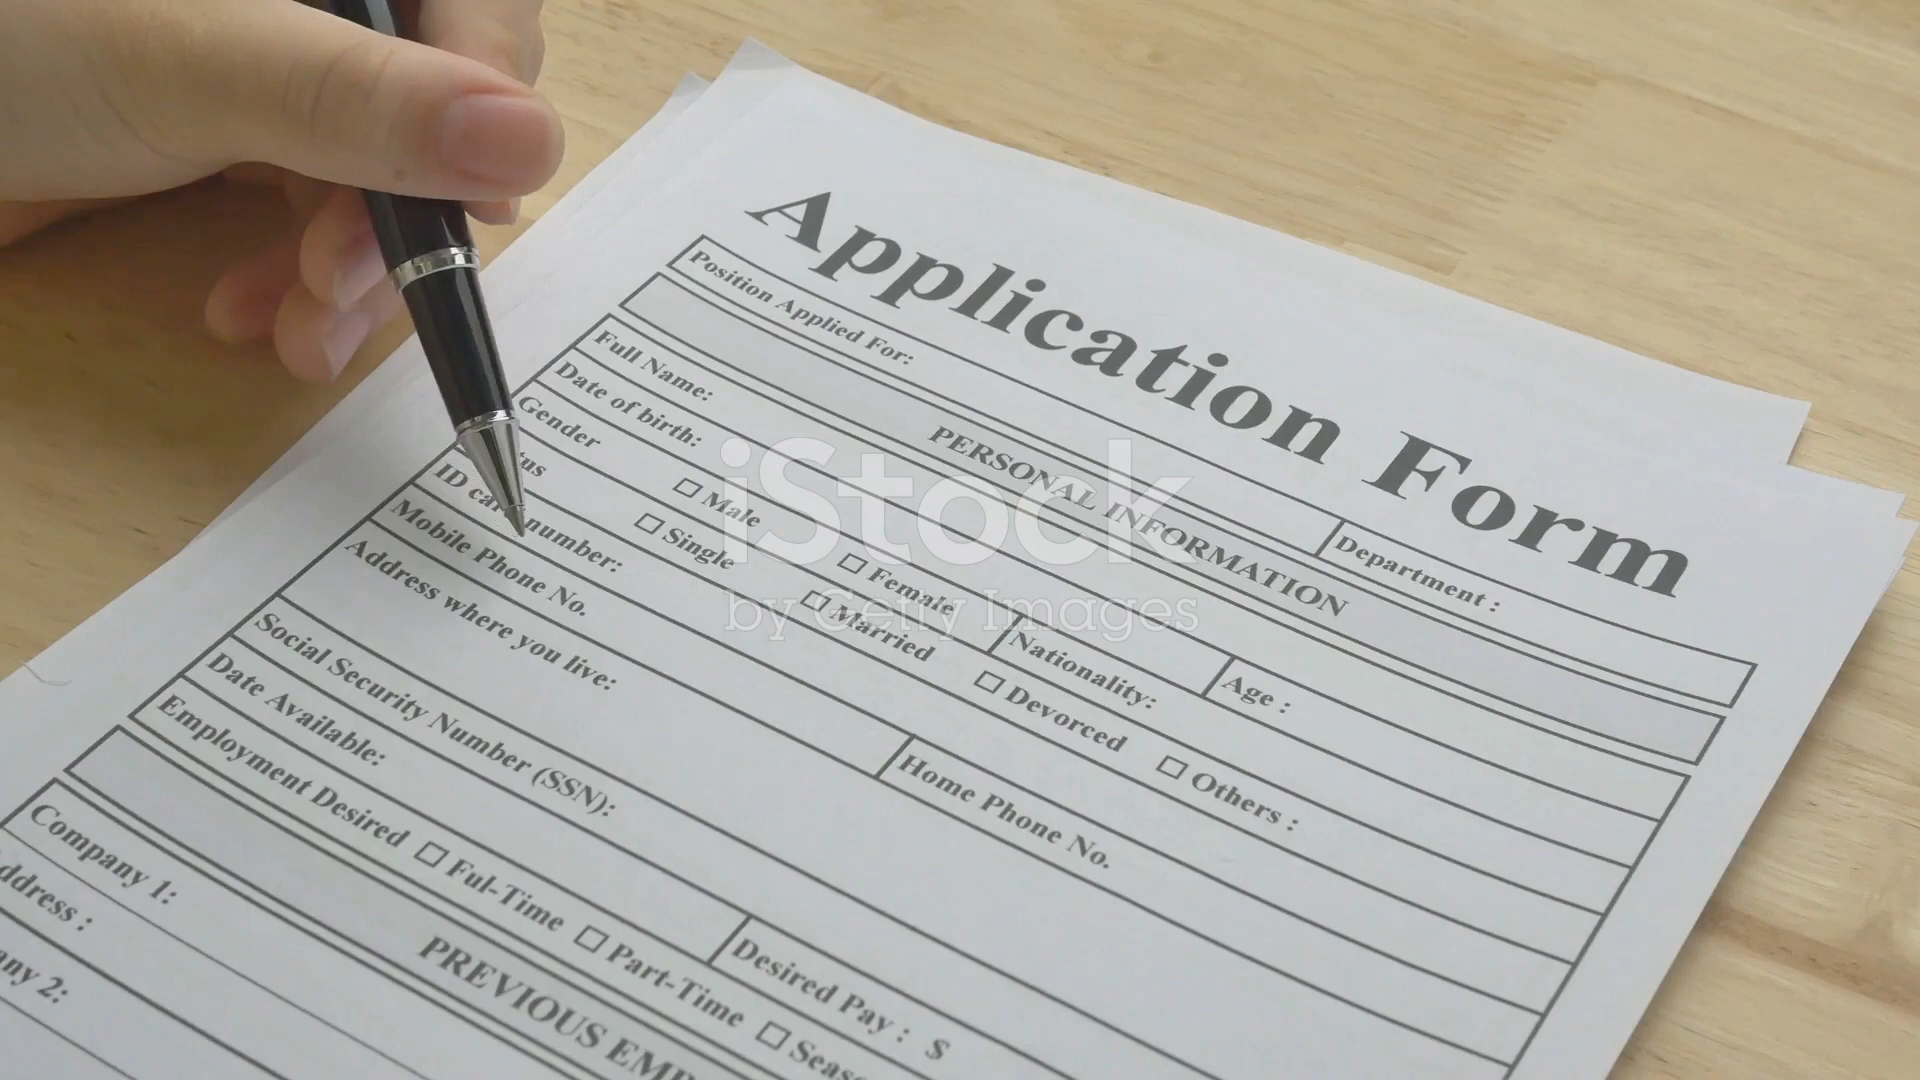 Application Form
Position Applied For:
Department :
PERSONAL INFORMATION
Full Name:
Date of birth:
Nationality:
Age :
Gender
Male
Female
Single
Married
Devorced
Others :
ID number:
Mobile Phone No.
Home Phone No.
Address where you live:
Social Security Number (SSN):
Date Available:
Desired Pay : $
Employment Desired
Ful-Time
Part-Time
PREVIOUS
Company 1:
2:
iStock
by Getty Images